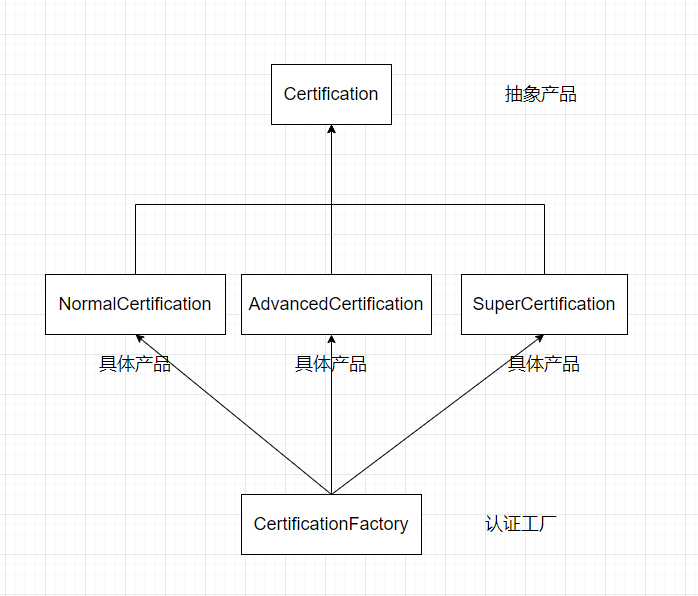 Certification
抽象产品
NormalCertification
AdvancedCertification
SuperCertification
具体产品
具体产品
具体产品
CertificationFactory
认证工厂